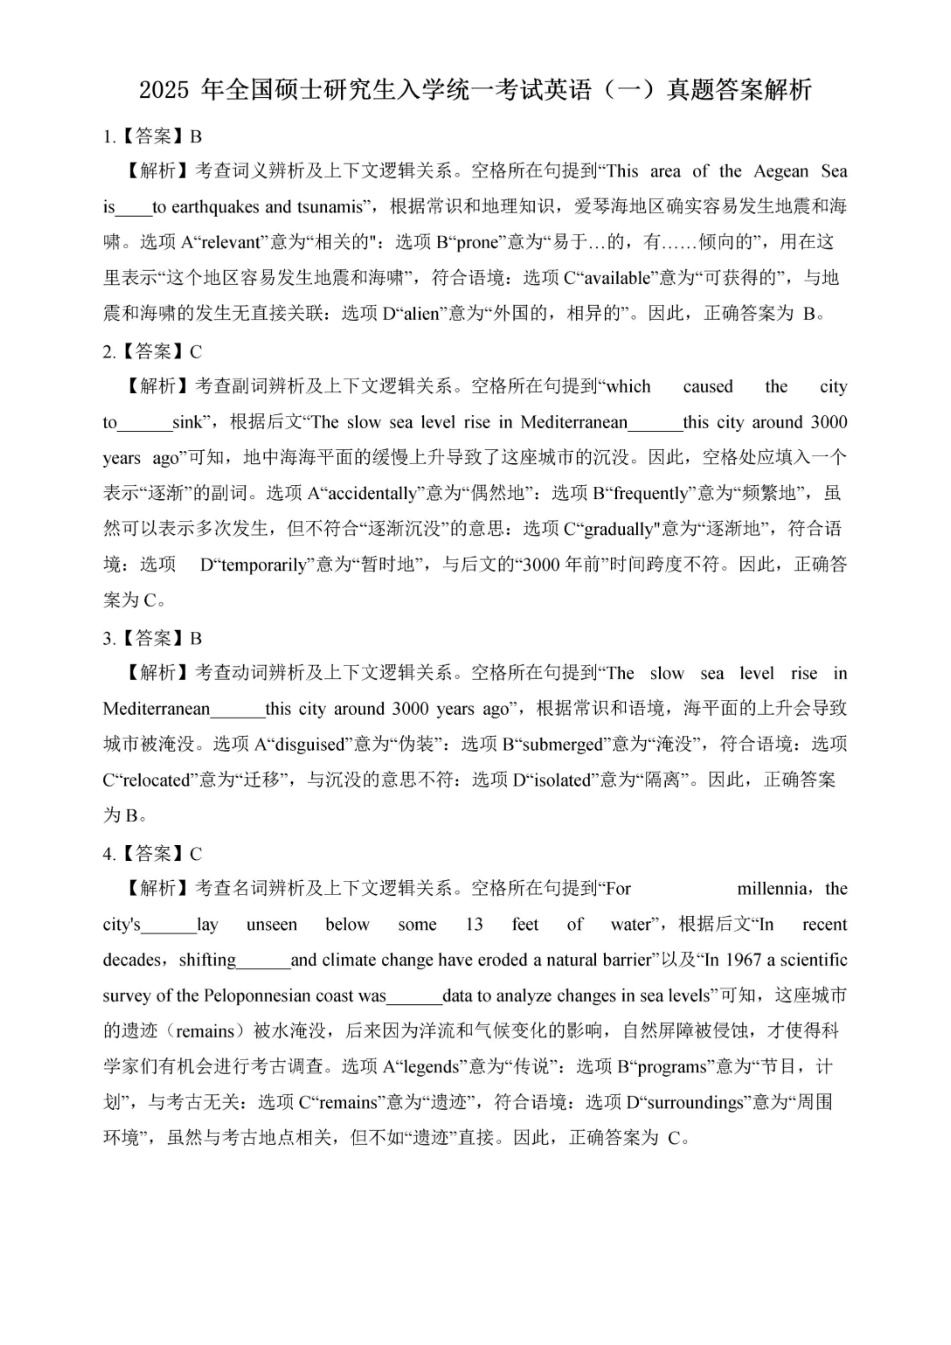 2025 年全国硕士研究生入学统一考试英语（一）真题答案解析
1.【答案】B
【解析】考查词义辨析及上下文逻辑关系。空格所在句提到“This area of the Aegean Sea
is____to earthquakes and tsunamis”，根据常识和地理知识，爱琴海地区确实容易发生地震和海
啸。选项 A“relevant”意为“相关的"；选项 B“prone”意为“易于…的，有……倾向的”，用在这
里表示“这个地区容易发生地震和海啸”，符合语境；选项 C“available”意为“可获得的”，与地
震和海啸的发生无直接关联；选项 D“alien”意为“外国的，相异的”。因此，正确答案为 B。
2.【答案】C
【解析】考查副词辨析及上下文逻辑关系。空格所在句提到“which caused the city
to______sink”，根据后文“The slow sea level rise in Mediterranean______this city around 3000
years ago”可知，地中海海平面的缓慢上升导致了这座城市的沉没。因此，空格处应填入一个
表示“逐渐”的副词。选项 A“accidentally”意为“偶然地”；选项 B“frequently”意为“频繁地”，虽
然可以表示多次发生，但不符合“逐渐沉没”的意思；选项 C“gradually"意为“逐渐地”，符合语
境；选项 D“temporarily”意为“暂时地”，与后文的“3000 年前”时间跨度不符。因此，正确答
案为 C。
3.【答案】B
【解析】考查动词辨析及上下文逻辑关系。空格所在句提到“The slow sea level rise in
Mediterranean______this city around 3000 years ago”，根据常识和语境，海平面的上升会导致
城市被淹没。选项 A“disguised”意为“伪装”；选项 B“submerged”意为“淹没”，符合语境；选项
C“relocated”意为“迁移”，与沉没的意思不符；选项 D“isolated”意为“隔离”。因此，正确答案
为 B。
4.【答案】C
【解析】考查名词辨析及上下文逻辑关系。空格所在句提到“For millennia，the
city's______lay unseen below some 13 feet of water”，根据后文“In recent
decades，shifting______and climate change have eroded a natural barrier”以及“In 1967 a scientific
survey of the Peloponnesian coast was______data to analyze changes in sea levels”可知，这座城市
的遗迹（remains）被水淹没，后来因为洋流和气候变化的影响，自然屏障被侵蚀，才使得科
学家们有机会进行考古调查。选项 A“legends”意为“传说”；选项 B“programs”意为“节目，计
划”，与考古无关；选项 C“remains”意为“遗迹”，符合语境；选项 D“surroundings”意为“周围
环境”，虽然与考古地点相关，但不如“遗迹”直接。因此，正确答案为 C。